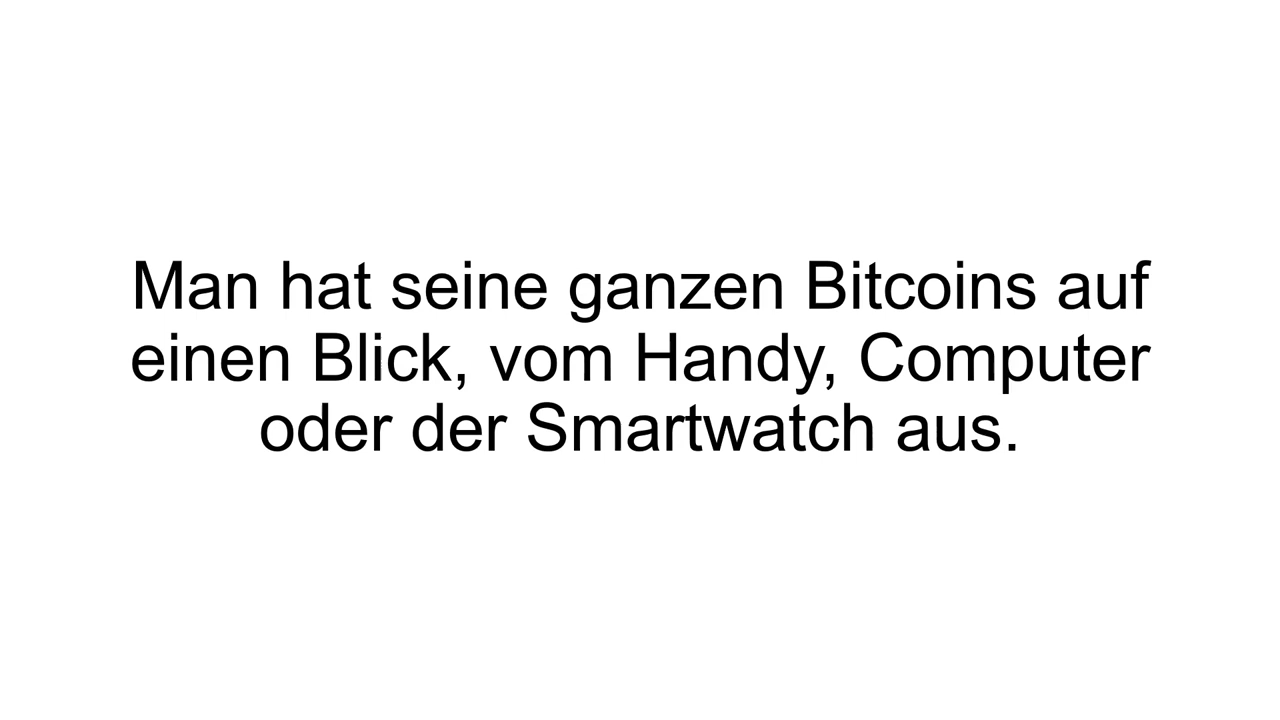 Man hat seine ganzen Bitcoins auf
einen Blick, vom Handy, Computer
oder der Smartwatch aus.